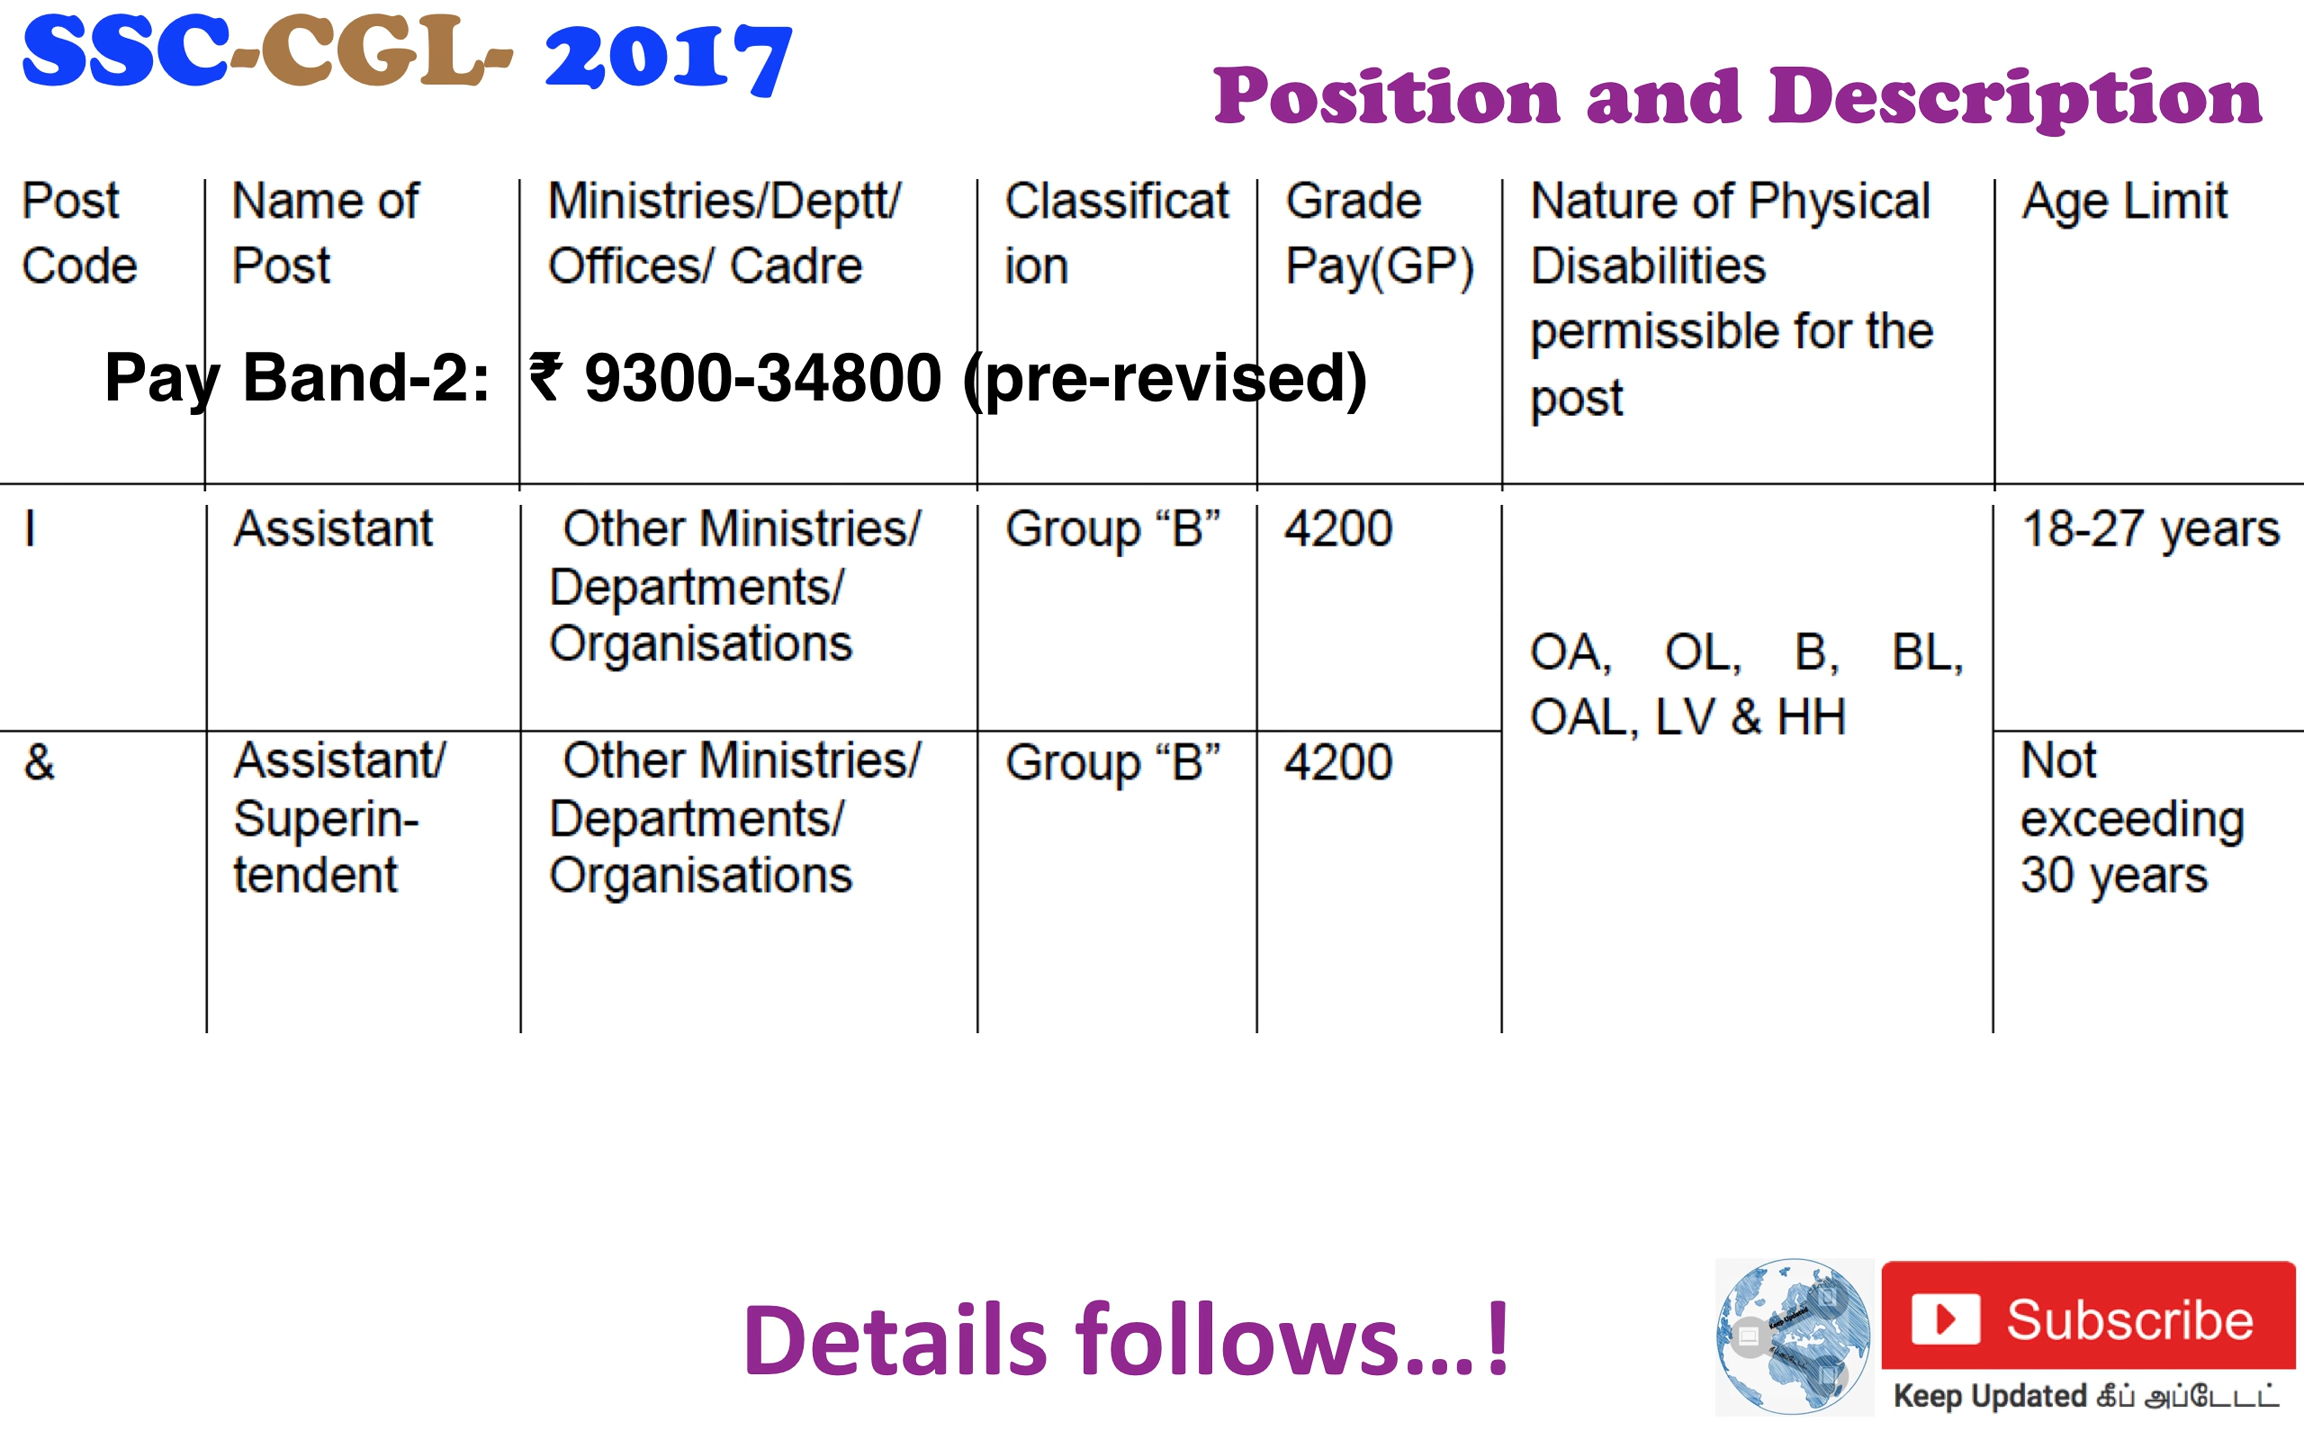 SSC-CGL- 2017
Position and Description
Post Code
Name of Post
Ministries/Deptt/ Offices/ Cadre
Classificat ion
Grade Pay(GP)
Nature of Physical Disabilities permissible for the post
Age Limit
Pay Band-2: ₹ 9300-34800 (pre-revised)
I
Assistant
Other Ministries/
Departments/
Organisations
Group “B”
4200
OA, OL, B, BL,
OAL, LV & HH
18-27 years
&
Assistant/
Superin-
tendent
Other Ministries/
Departments/
Organisations
Group “B”
4200
Not
exceeding
30 years
Details follows...!
Keep Updated
Subscribe
Keep Updated கீப் அப்டேடட்